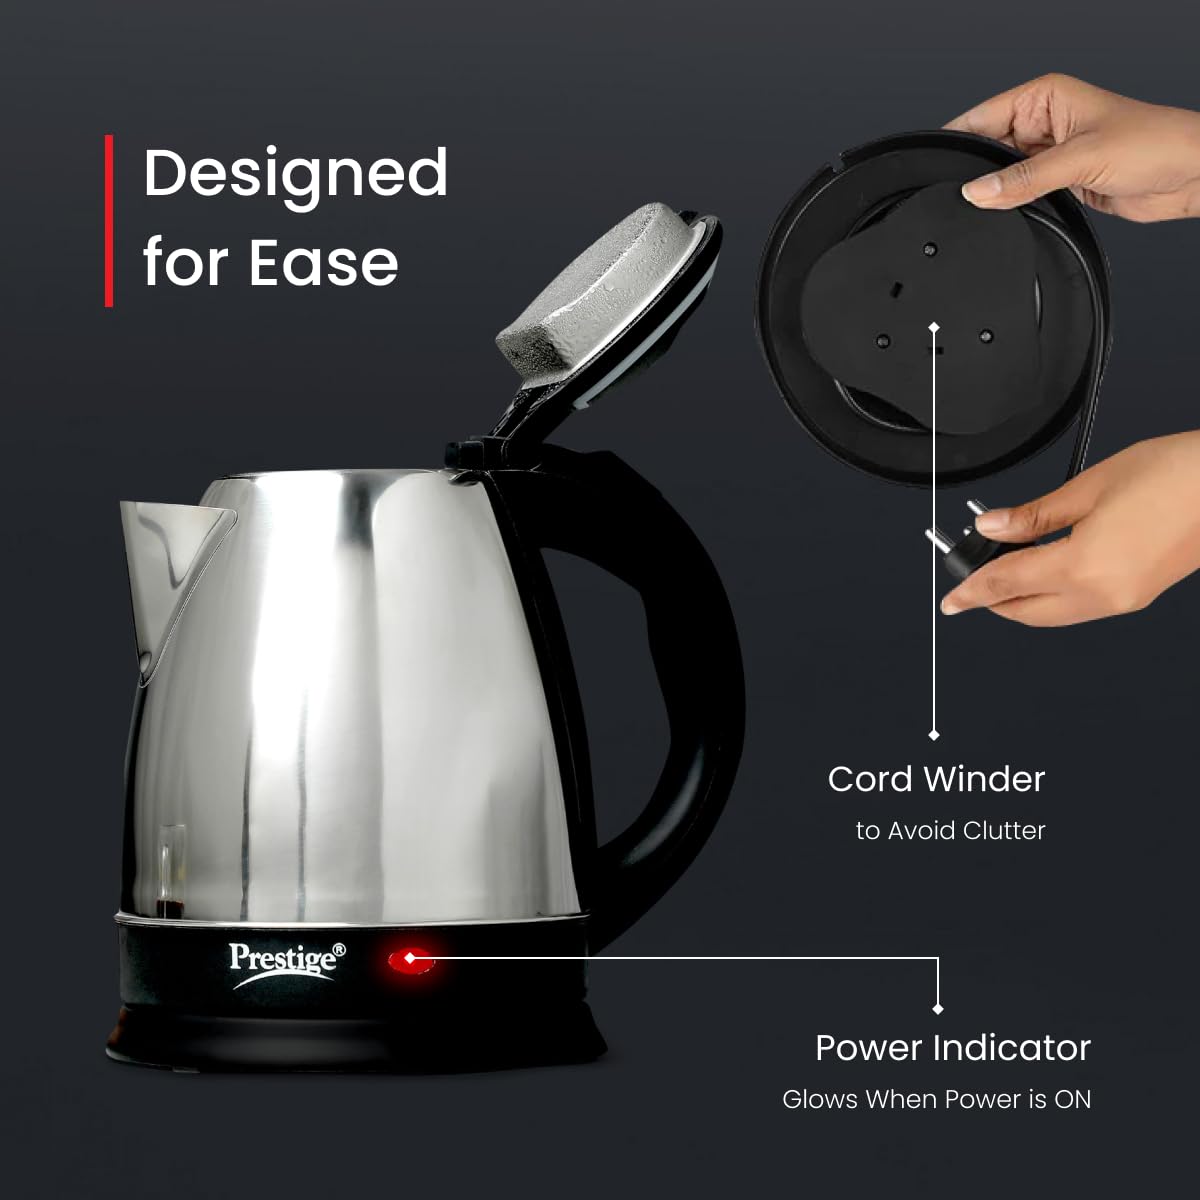 Designed
for Ease
Cord Winder
to Avoid Clutter
Prestige®
Power Indicator
Glows When Power is ON